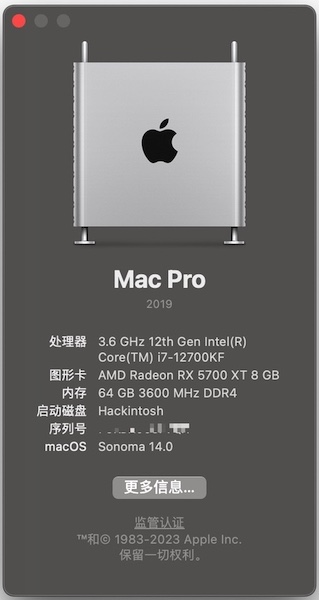 Mac Pro
2019
处理器 3.6 GHz 12th Gen Intel(R)
Core(TM) i7-12700KF
图形卡 AMD Radeon RX 5700 XT 8 GB
内存 64 GB 3600 MHz DDR4
启动磁盘 Hackintosh
序列号
macOS Sonoma 14.0
更多信息...
监管认证
™和© 1983-2023 Apple Inc.
保留一切权利。